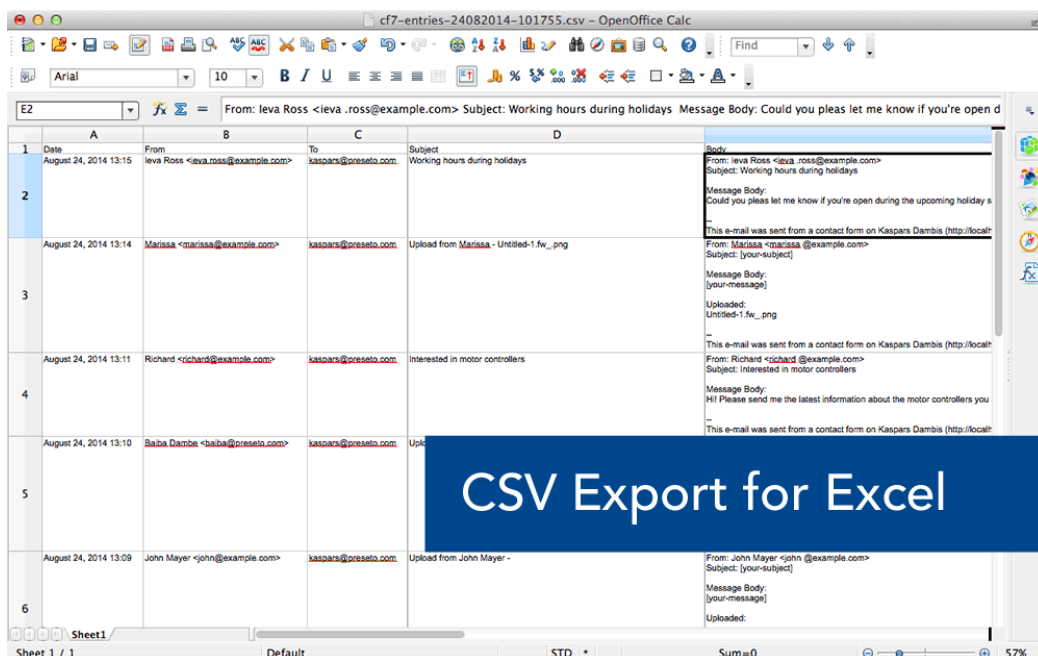 cf7-entries-24082014-101755.csv – OpenOffice Calc
Find
Arial 10
E2 From: Ieva Ross <ieva .ross@example.com> Subject: Working hours during holidays Message Body: Could you pleas let me know if you're open d
A B C D
1 Date From To Subject Body
2 August 24, 2014 13:15 Ieva Ross <ieva.ross@example.com> kaspars@preseto.com Working hours during holidays From: Ieva Ross <ieva .ross@example.com>
Subject: Working hours during holidays
Message Body:
Could you pleas let me know if you're open during the upcoming holiday s
--
This e-mail was sent from a contact form on Kaspars Dambis (http://localh
3 August 24, 2014 13:14 Marissa <marissa@example.com> kaspars@preseto.com Upload from Marissa - Untitled-1.fw_.png From: Marissa <marissa @example.com>
Subject: [your-subject]
Message Body:
[your-message]
Uploaded:
Untitled-1.fw_.png
--
This e-mail was sent from a contact form on Kaspars Dambis (http://localh
4 August 24, 2014 13:11 Richard <richard@example.com> kaspars@preseto.com Interested in motor controllers From: Richard <richard @example.com>
Subject: Interested in motor controllers
Message Body:
Hi! Please send me the latest information about the motor controllers you
--
This e-mail was sent from a contact form on Kaspars Dambis (http://localh
5 August 24, 2014 13:10 Baiba Dambe <baiba@preseto.com> kaspars@preseto.com
CSV Export for Excel
6 August 24, 2014 13:09 John Mayer <john@example.com> kaspars@preseto.com Upload from John Mayer - From: John Mayer <john @example.com>
Subject: [your-subject]
Message Body:
[your-message]
Uploaded:
Sheet1
Sheet 1 / 1 Default STD * Sum=0 57%